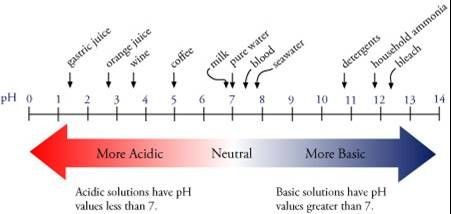 gastric juice
orange juice
wine
coffee
milk
pure water
blood
seawater
detergents
household ammonia
bleach
pH 0 1 2 3 4 5 6 7 8 9 10 11 12 13 14
More Acidic Neutral More Basic
Acidic solutions have pH
values less than 7.
Basic solutions have pH
values greater than 7.